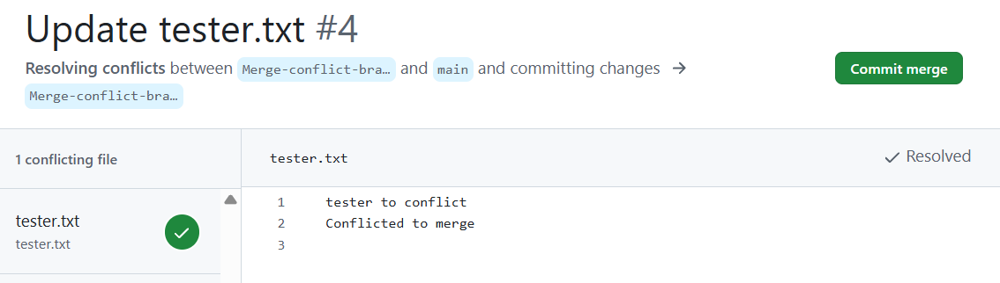 Update tester.txt #4
Resolving conflicts between Merge-conflict-bra… and main and committing changes →
Merge-conflict-bra…
Commit merge
1 conflicting file
tester.txt
tester.txt
tester.txt
Resolved
1 tester to conflict
2 Conflicted to merge
3